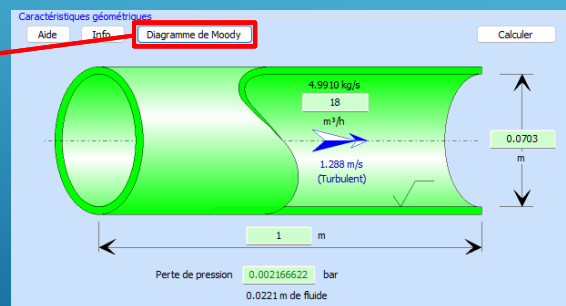 Caractéristiques géométriques
Aide Info Diagramme de Moody Calculer
4.9910 kg/s
18
m³/h
0.0703
m
1.288 m/s
(Turbulent)
1 m
Perte de pression 0.002166622 bar
0.0221 m de fluide